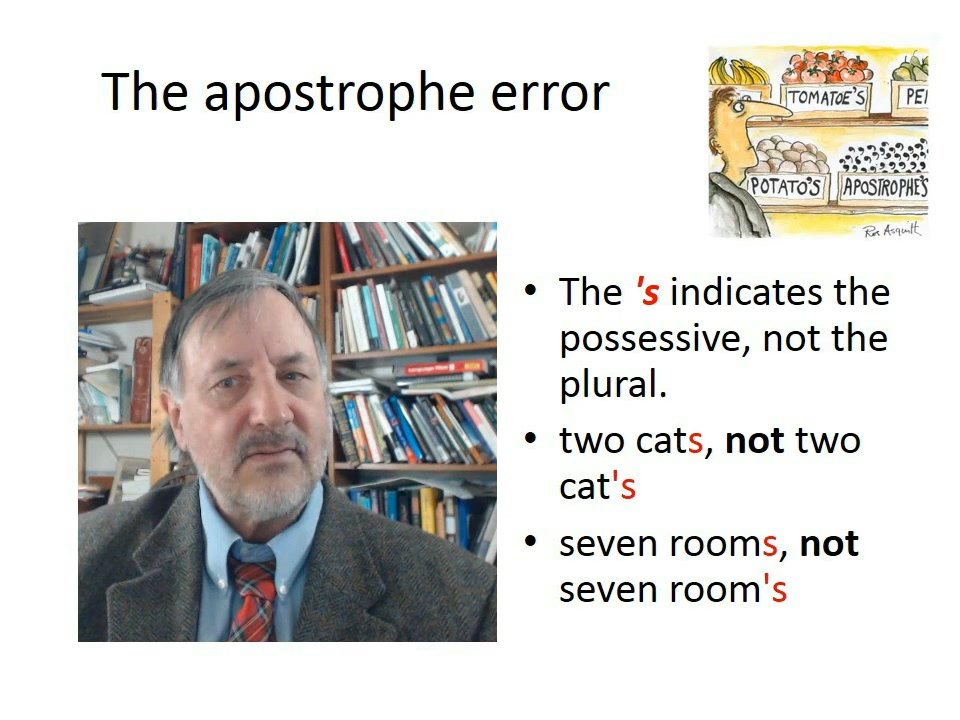 The apostrophe error
TOMATOE'S
PEI
POTATO'S
APOSTROPHE'S
Ros Asquith
• The 's indicates the
possessive, not the
plural.
• two cats, not two
cat's
• seven rooms, not
seven room's